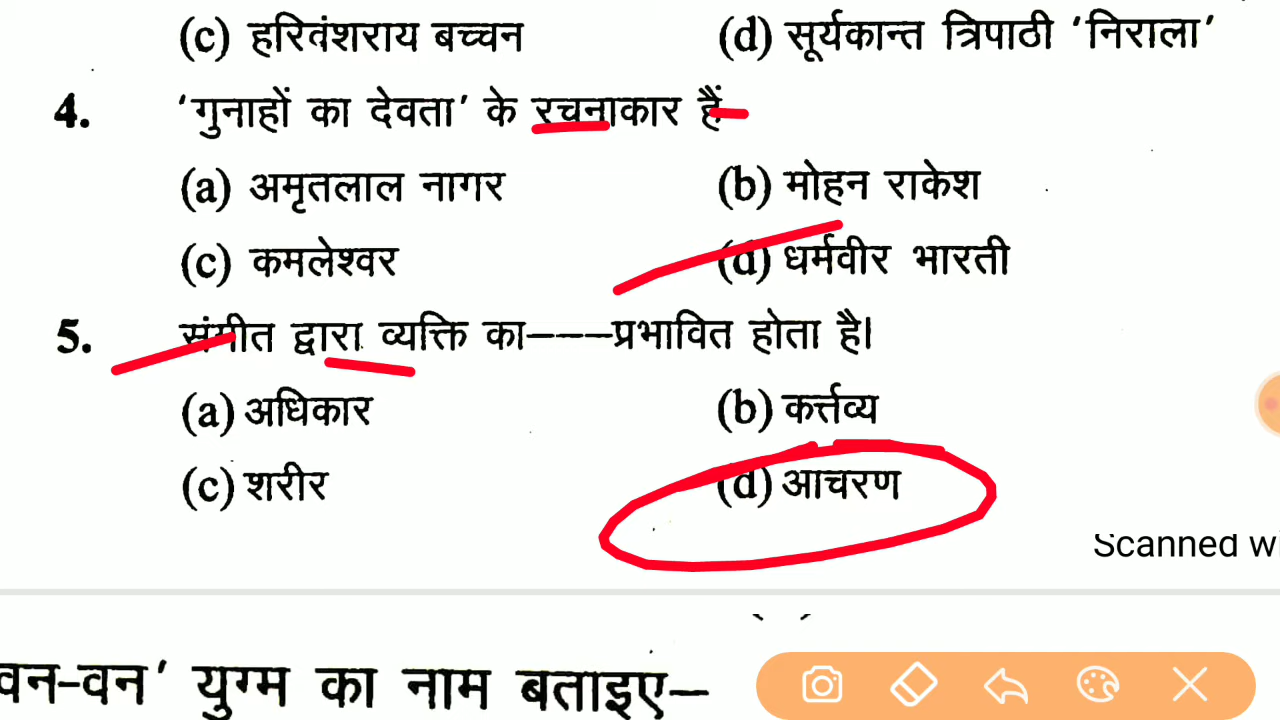 (c) हरिवंशराय बच्चन (d) सूर्यकान्त त्रिपाठी 'निराला'
4. 'गुनाहों का देवता' के रचनाकार हैं-
(a) अमृतलाल नागर (b) मोहन राकेश
(c) कमलेश्वर (d) धर्मवीर भारती
5. संगीत द्वारा व्यक्ति का----प्रभावित होता है।
(a) अधिकार (b) कर्त्तव्य
(c) शरीर (d) आचरण
Scanned wi
वन-वन' युग्म का नाम बताइए–